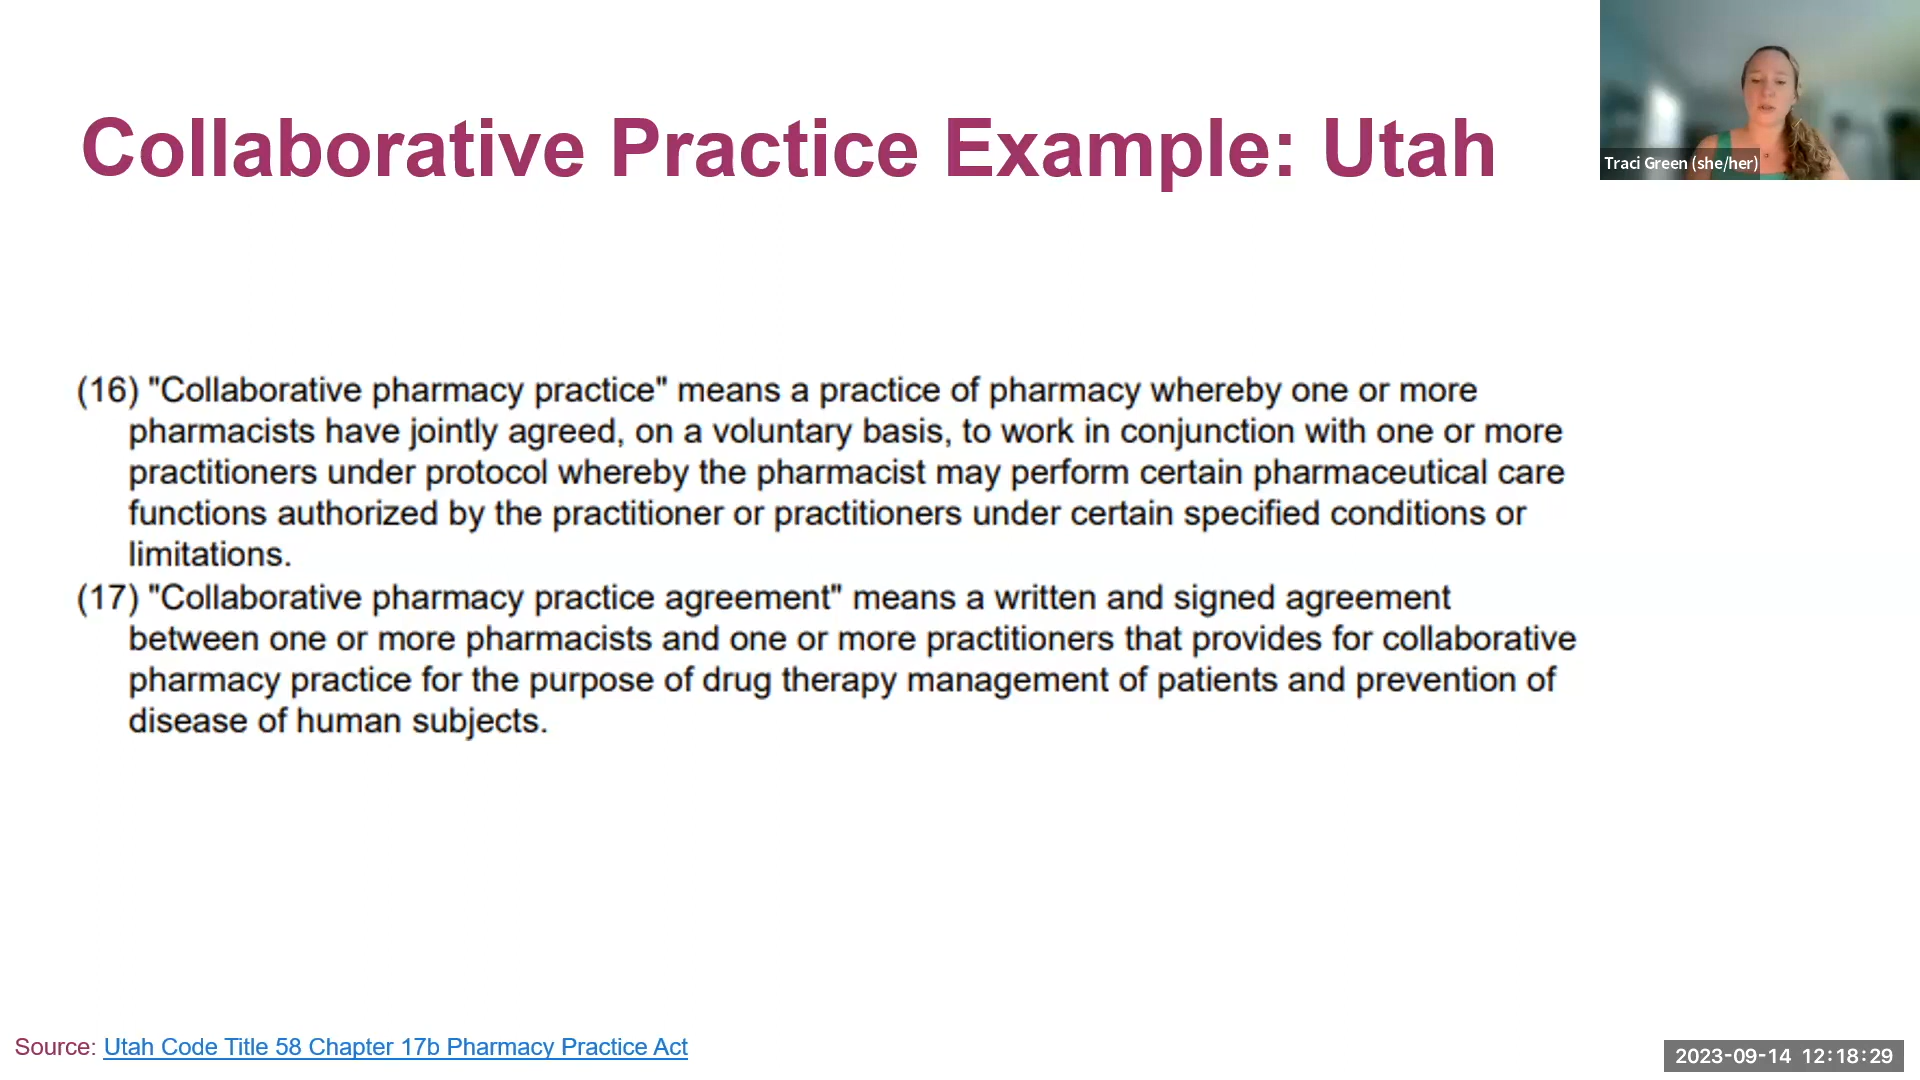 Collaborative Practice Example: Utah
Traci Green (she/her)
(16) "Collaborative pharmacy practice" means a practice of pharmacy whereby one or more
pharmacists have jointly agreed, on a voluntary basis, to work in conjunction with one or more
practitioners under protocol whereby the pharmacist may perform certain pharmaceutical care
functions authorized by the practitioner or practitioners under certain specified conditions or
limitations.
(17) "Collaborative pharmacy practice agreement" means a written and signed agreement
between one or more pharmacists and one or more practitioners that provides for collaborative
pharmacy practice for the purpose of drug therapy management of patients and prevention of
disease of human subjects.
Source: Utah Code Title 58 Chapter 17b Pharmacy Practice Act
2023-09-14 12:18:29